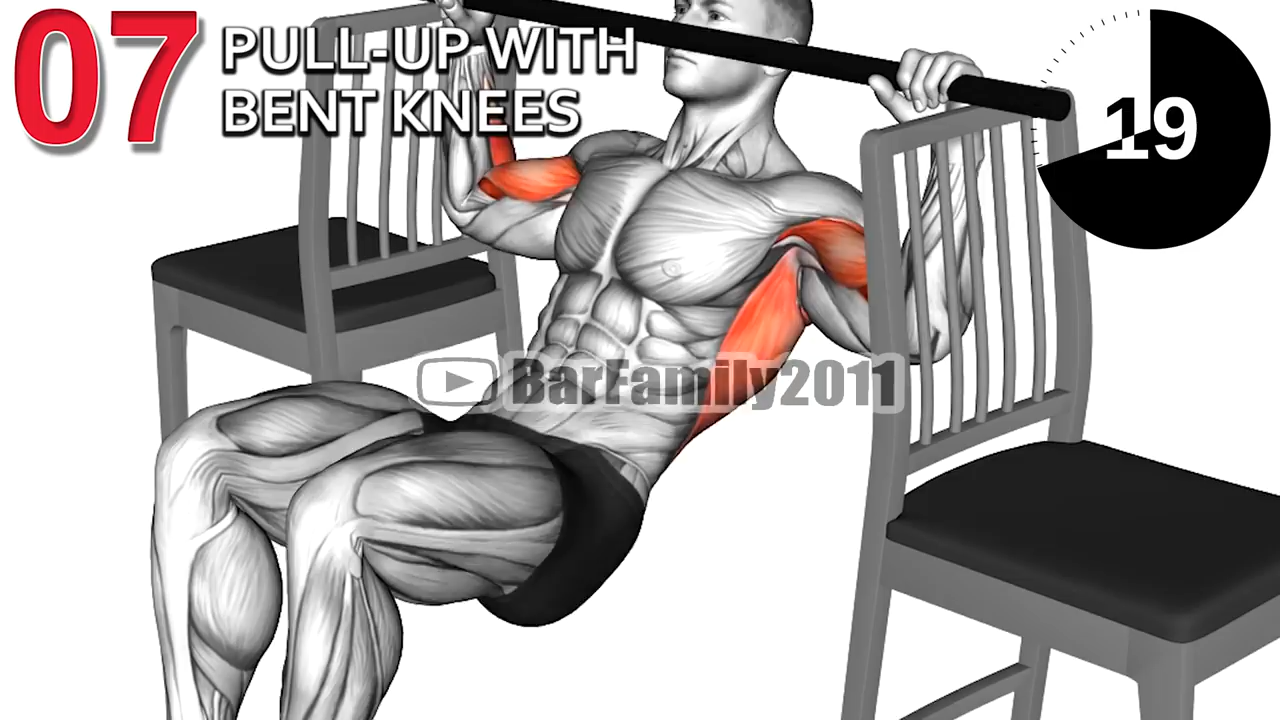 07
PULL-UP WITH
BENT KNEES
19
BarFamily2011